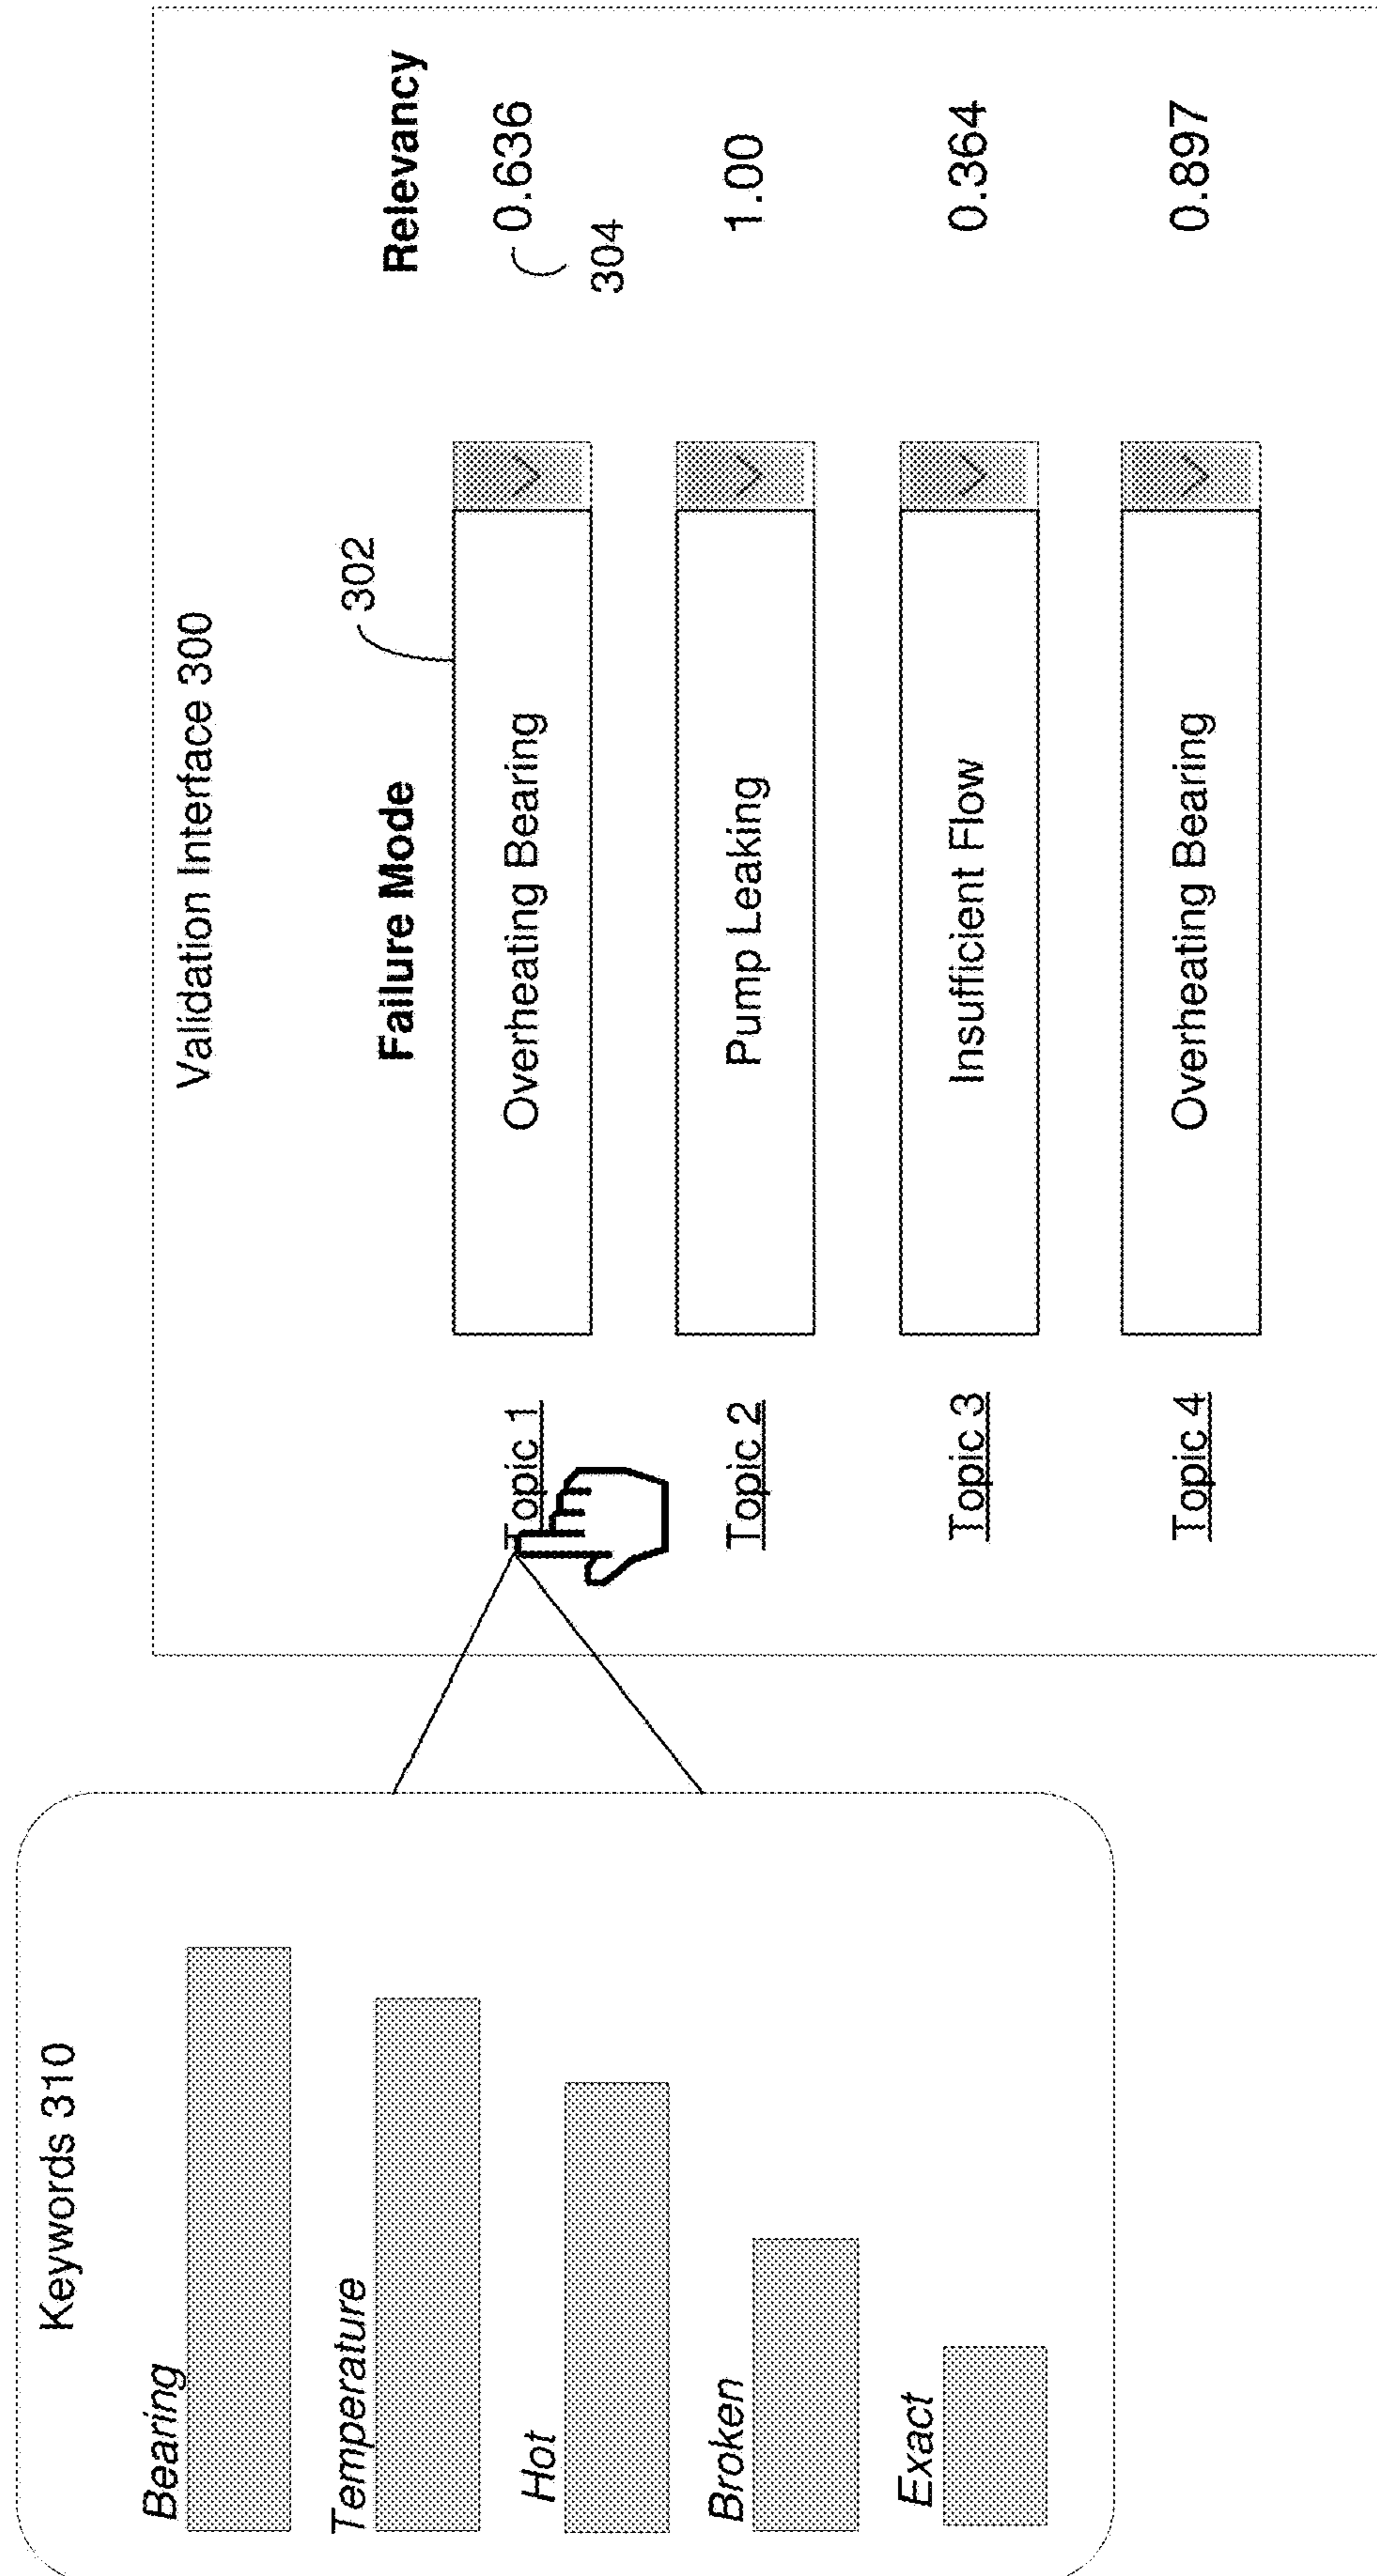 Keywords 310
Bearing
Temperature
Hot
Broken
Exact
Validation Interface 300
Failure Mode
Relevancy
302
Topic 1
Overheating Bearing
0.636
304
Topic 2
Pump Leaking
1.00
Topic 3
Insufficient Flow
0.364
Topic 4
Overheating Bearing
0.897